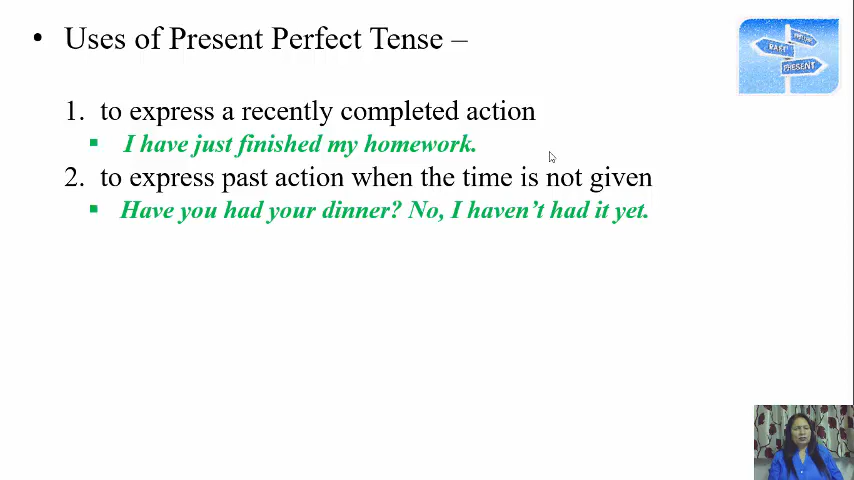 • Uses of Present Perfect Tense –
PAST
PRESENT
1. to express a recently completed action
▪ I have just finished my homework.
2. to express past action when the time is not given
▪ Have you had your dinner? No, I haven’t had it yet.